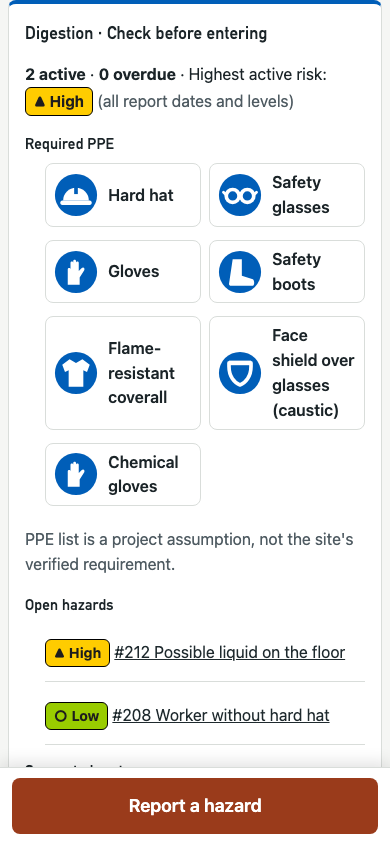 Digestion · Check before entering
2 active · 0 overdue · Highest active risk:
High (all report dates and levels)
Required PPE
Hard hat
Safety
glasses
Gloves
Safety
boots
Flame-
resistant
coverall
Face
shield over
glasses
(caustic)
Chemical
gloves
PPE list is a project assumption, not the site's
verified requirement.
Open hazards
High #212 Possible liquid on the floor
Low #208 Worker without hard hat
Report a hazard